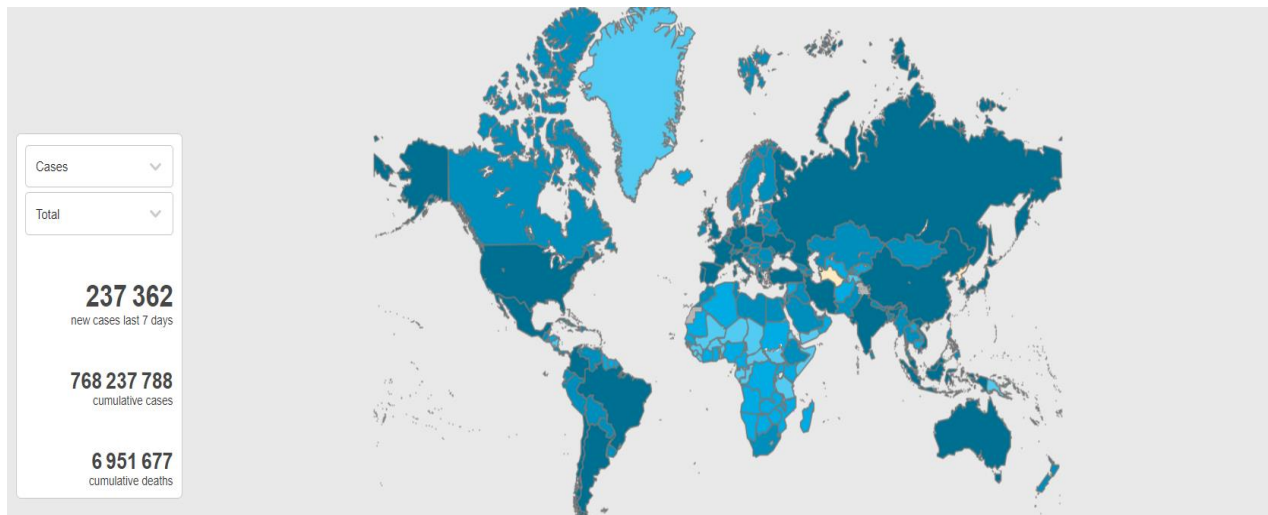 Cases
Total
237 362
new cases last 7 days
768 237 788
cumulative cases
6 951 677
cumulative deaths